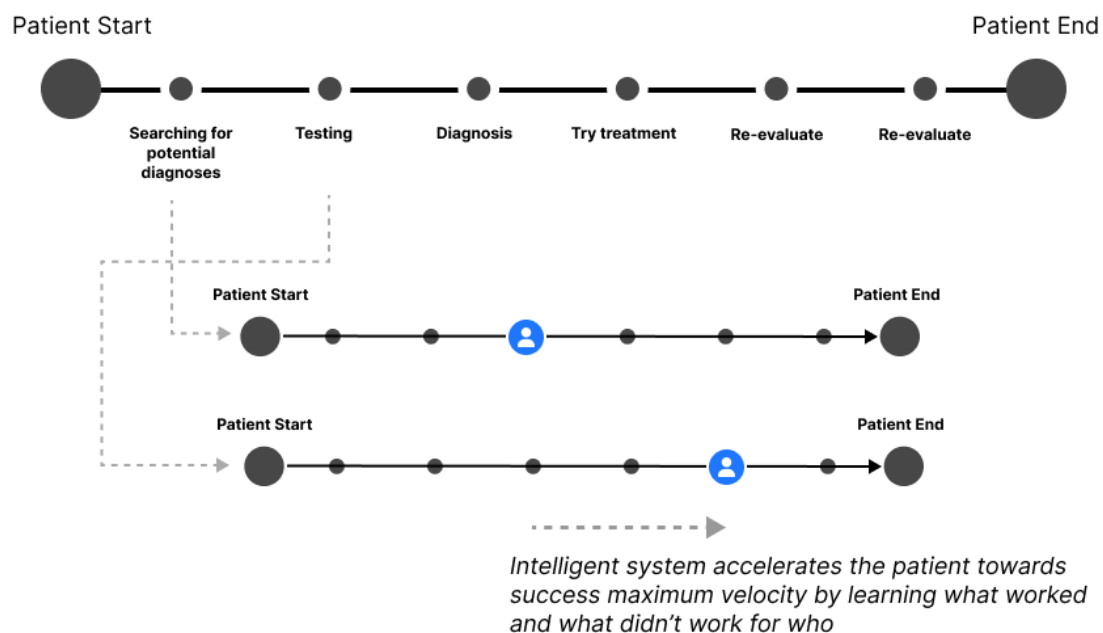 Patient Start
Patient End
Searching for
potential
diagnoses
Testing
Diagnosis
Try treatment
Re-evaluate
Re-evaluate
Patient Start
Patient End
Patient Start
Patient End
Intelligent system accelerates the patient towards
success maximum velocity by learning what worked
and what didn’t work for who